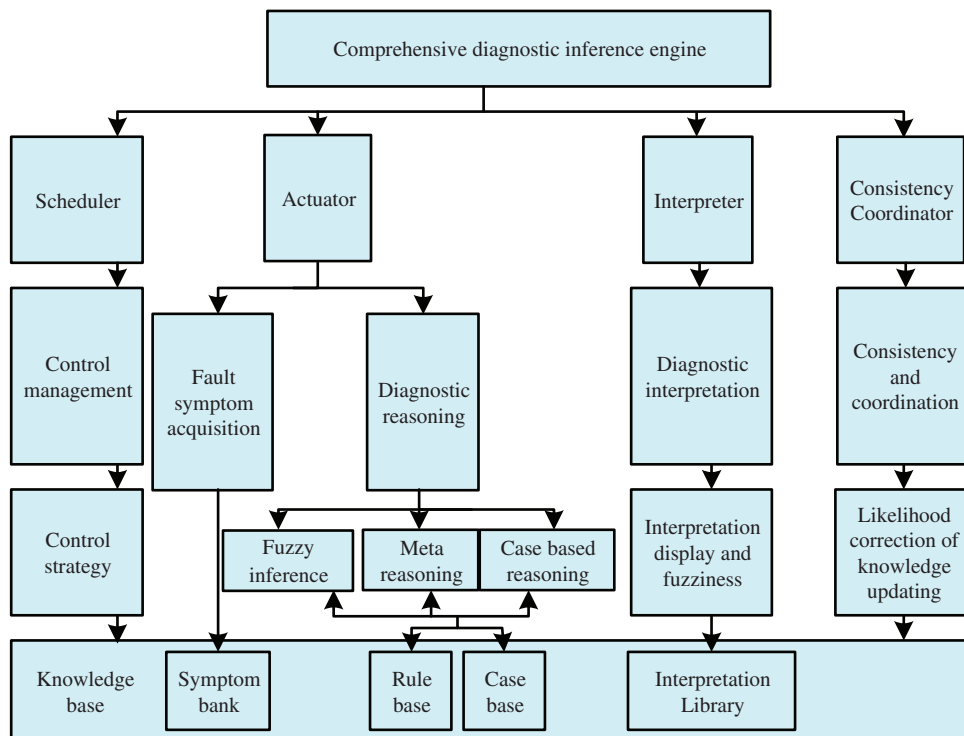 Comprehensive diagnostic inference engine
Scheduler
Actuator
Interpreter
Consistency
Coordinator
Control
management
Fault
symptom
acquisition
Diagnostic
reasoning
Diagnostic
interpretation
Consistency
and
coordination
Control
strategy
Fuzzy
inference
Meta
reasoning
Case based
reasoning
Interpretation
display and
fuzziness
Likelihood
correction of
knowledge
updating
Knowledge
base
Symptom
bank
Rule
base
Case
base
Interpretation
Library